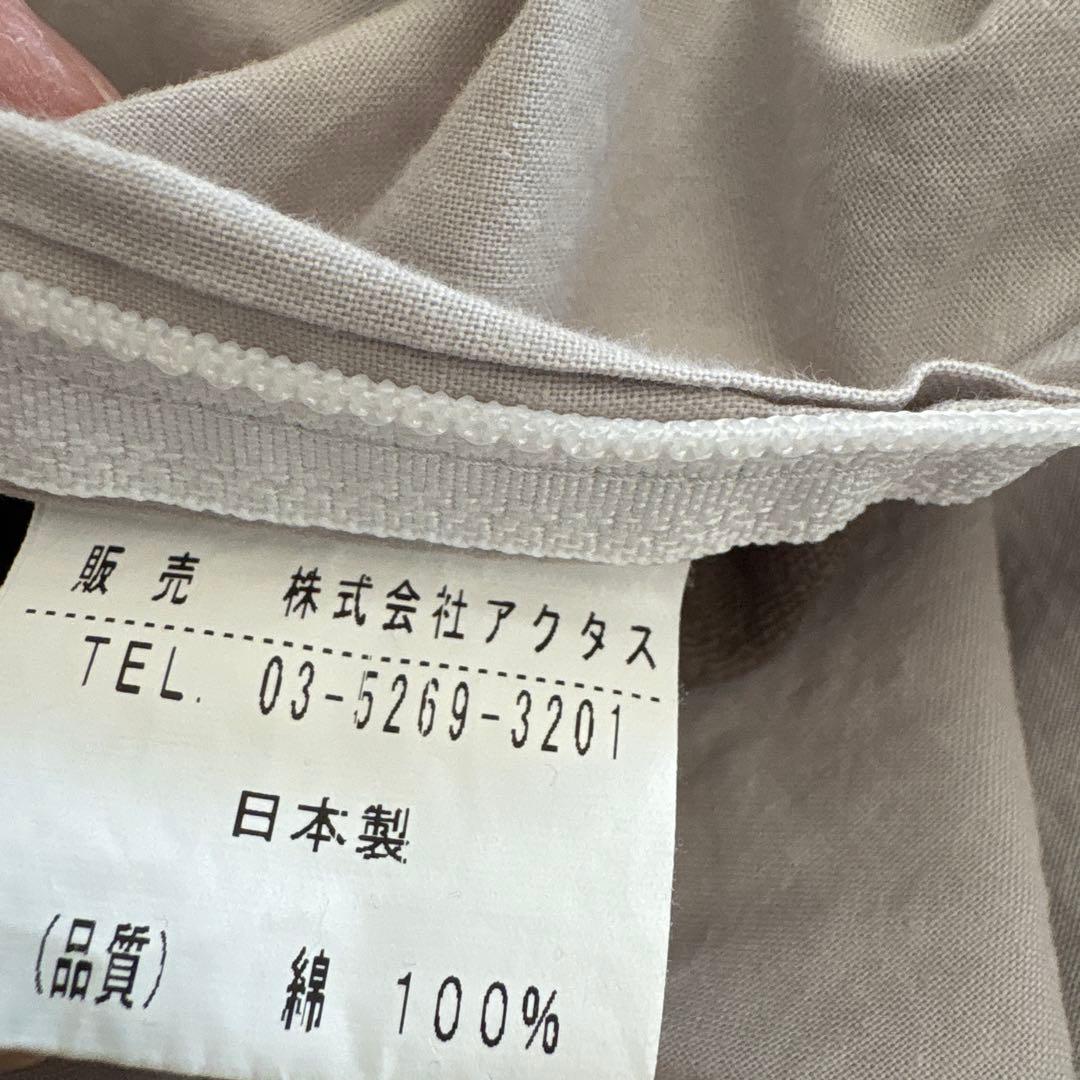 販売 株式会社アクタス
TEL. 03-5269-3201
日本製
(品質) 綿 100%